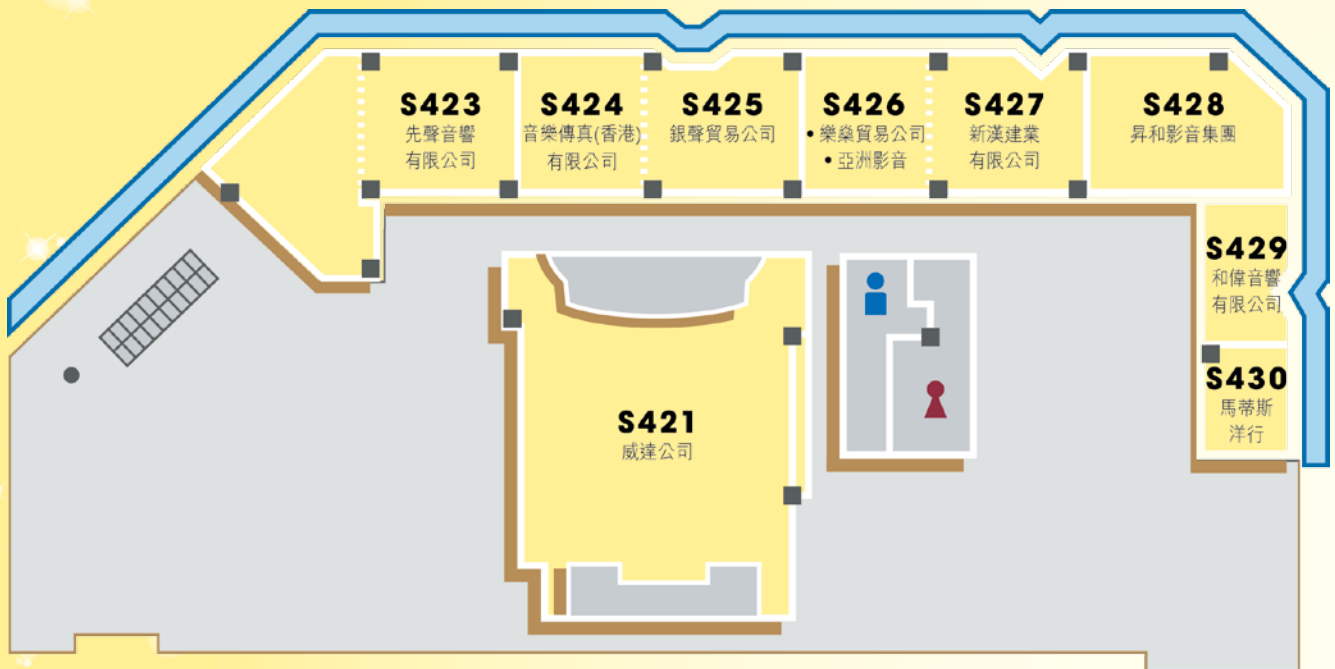 S423
先聲音響
有限公司
S424
音樂傳真(香港)
有限公司
S425
銀聲貿易公司
S426
• 樂燊貿易公司
• 亞洲影音
S427
新漢建業
有限公司
S428
昇和影音集團
S429
和偉音響
有限公司
S430
馬蒂斯
洋行
S421
威達公司